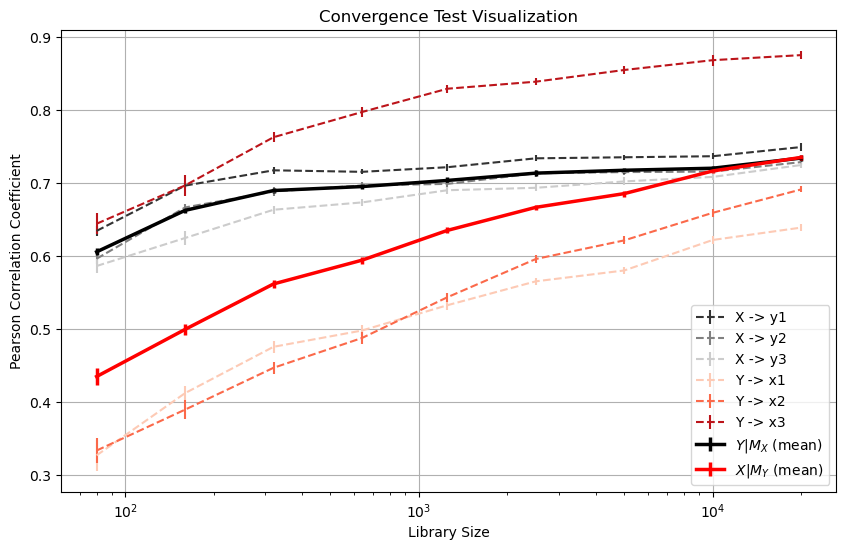 Convergence Test Visualization
Pearson Correlation Coefficient
0.9
0.8
0.7
0.6
0.5
0.4
0.3
10²
10³
10⁴
Library Size
X -> y1
X -> y2
X -> y3
Y -> x1
Y -> x2
Y -> x3
Y|M_X (mean)
X|M_Y (mean)